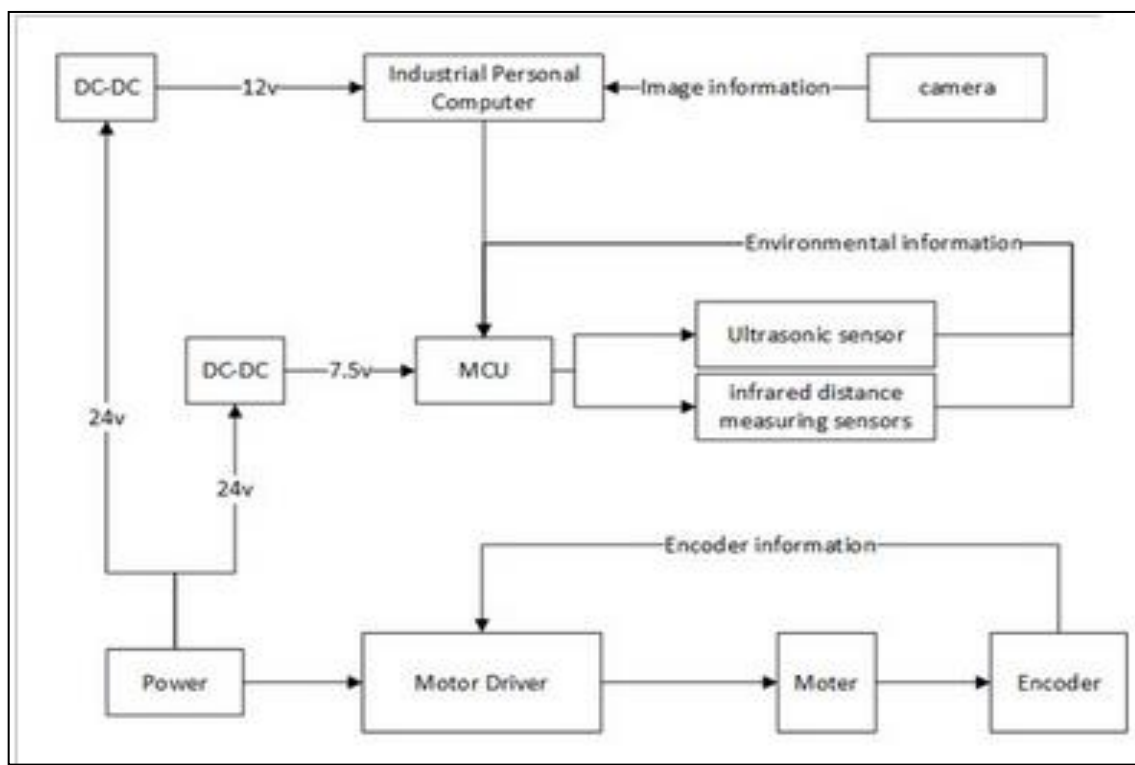 DC-DC
12v
Industrial Personal
Computer
Image information
camera
Environmental information
Ultrasonic sensor
DC-DC
7.5v
MCU
infrared distance
measuring sensors
24v
24v
Encoder information
Power
Motor Driver
Moter
Encoder